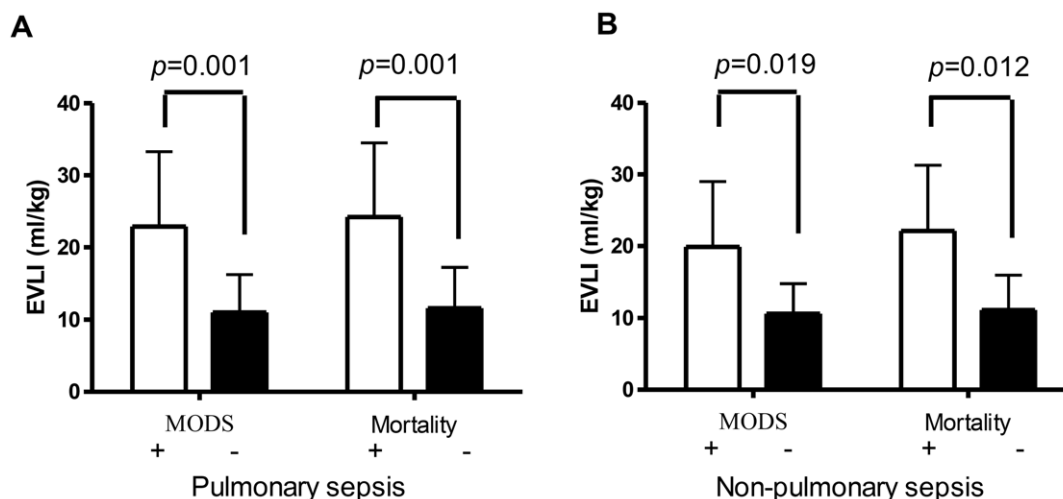 A
p=0.001 p=0.001
EVLI (ml/kg)
40
30
20
10
0
MODS Mortality
+ - + -
Pulmonary sepsis
B
p=0.019 p=0.012
EVLI (ml/kg)
40
30
20
10
0
MODS Mortality
+ - + -
Non-pulmonary sepsis